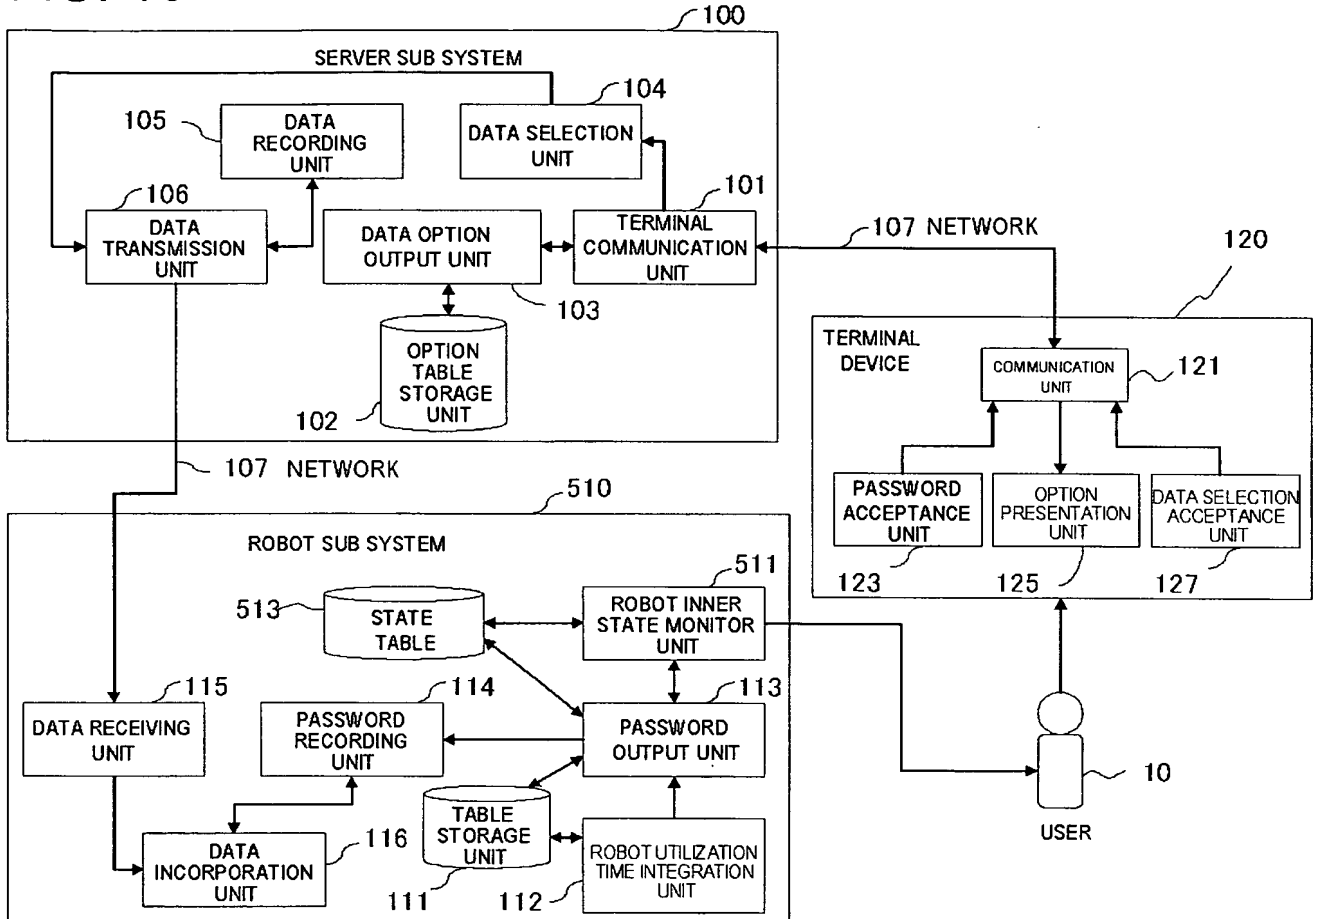 100
SERVER SUB SYSTEM
104
DATA SELECTION
UNIT
105
DATA
RECORDING
UNIT
106
DATA
TRANSMISSION
UNIT
DATA OPTION
OUTPUT UNIT
103
101
TERMINAL
COMMUNICATION
UNIT
OPTION
TABLE
STORAGE
UNIT
102
107 NETWORK
120
TERMINAL
DEVICE
COMMUNICATION
UNIT
121
PASSWORD
ACCEPTANCE
UNIT
123
OPTION
PRESENTATION
UNIT
125
DATA SELECTION
ACCEPTANCE
UNIT
127
107 NETWORK
510
ROBOT SUB SYSTEM
513
STATE
TABLE
511
ROBOT INNER
STATE MONITOR
UNIT
115
DATA RECEIVING
UNIT
114
PASSWORD
RECORDING
UNIT
113
PASSWORD
OUTPUT UNIT
DATA
INCORPORATION
UNIT
116
TABLE
STORAGE
UNIT
111
ROBOT UTILIZATION
TIME INTEGRATION
UNIT
112
10
USER